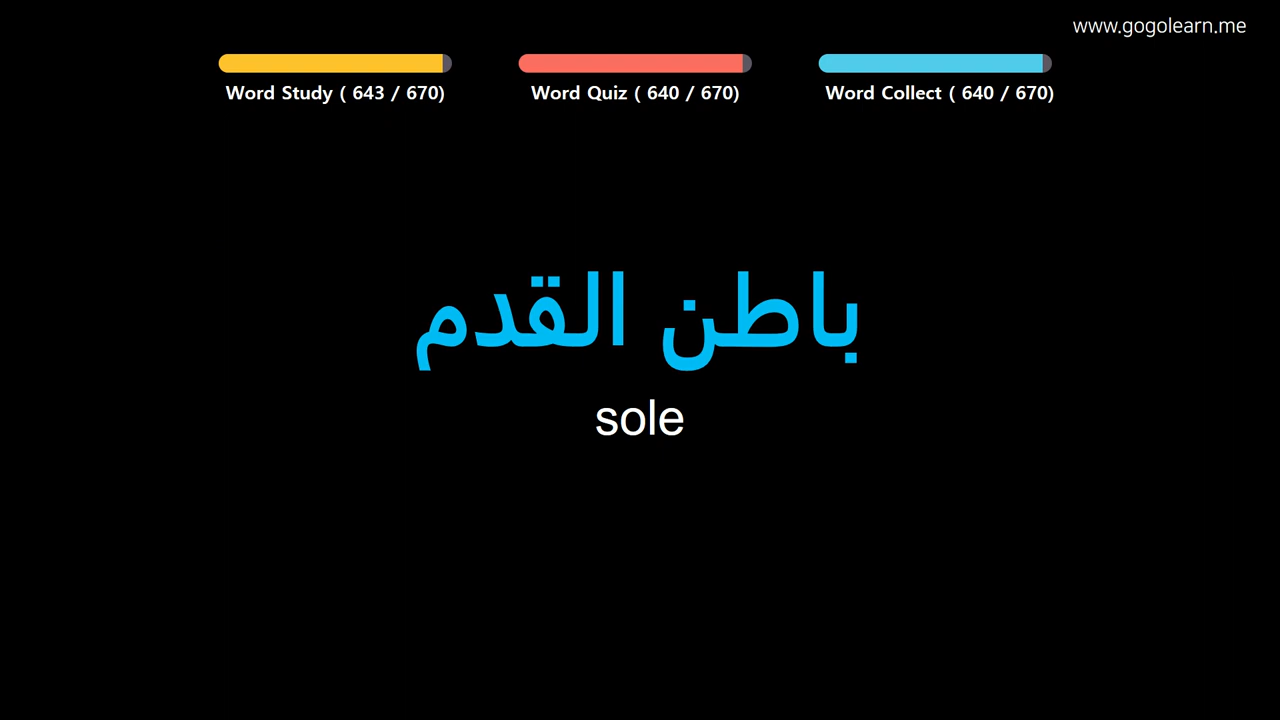 www.gogolearn.me
Word Study ( 643 / 670)
Word Quiz ( 640 / 670)
Word Collect ( 640 / 670)
باطن القدم
sole